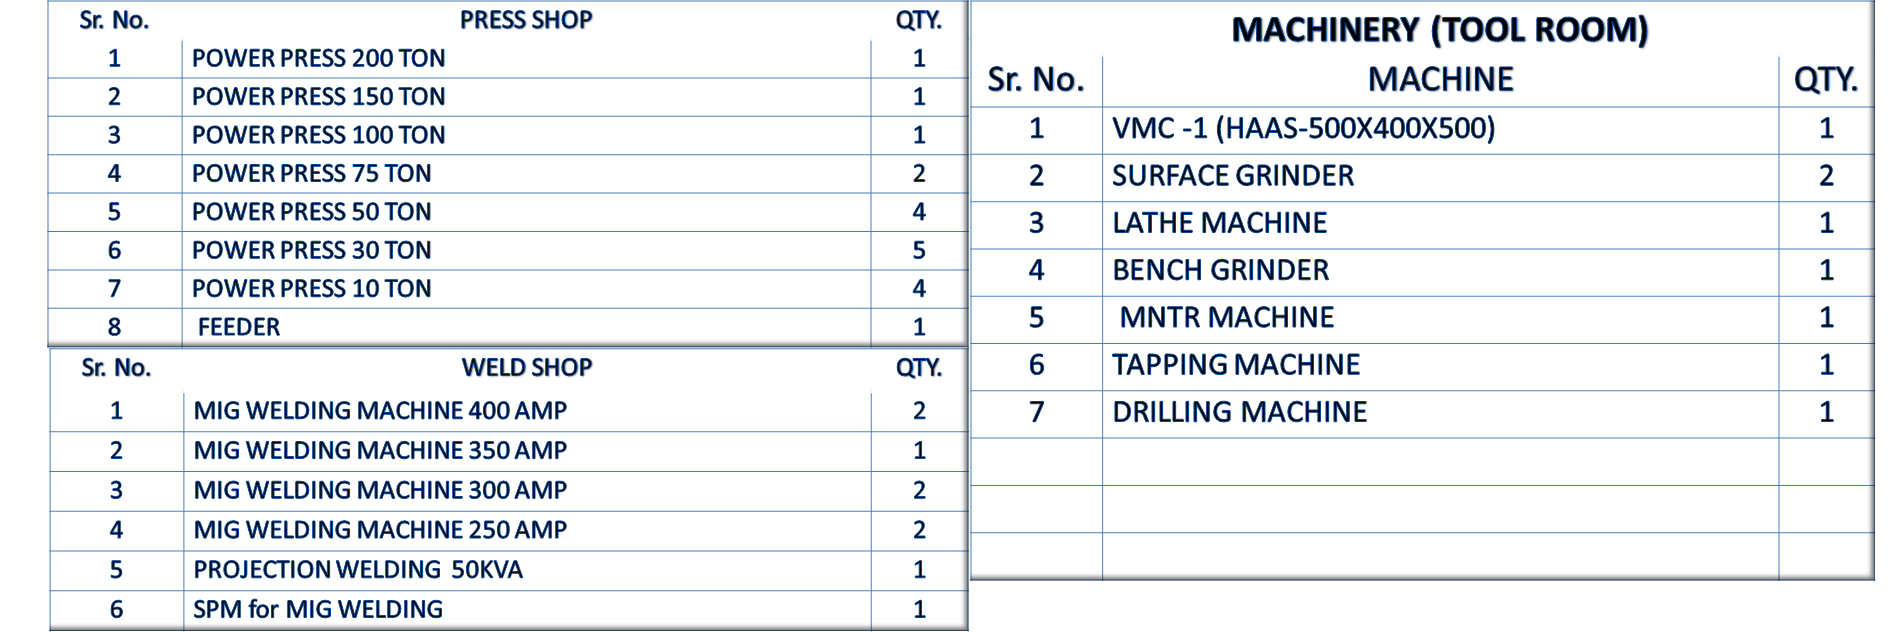 Sr. No. PRESS SHOP QTY.
1 POWER PRESS 200 TON 1
2 POWER PRESS 150 TON 1
3 POWER PRESS 100 TON 1
4 POWER PRESS 75 TON 2
5 POWER PRESS 50 TON 4
6 POWER PRESS 30 TON 5
7 POWER PRESS 10 TON 4
8 FEEDER 1
Sr. No. WELD SHOP QTY.
1 MIG WELDING MACHINE 400 AMP 2
2 MIG WELDING MACHINE 350 AMP 1
3 MIG WELDING MACHINE 300 AMP 2
4 MIG WELDING MACHINE 250 AMP 2
5 PROJECTION WELDING 50KVA 1
6 SPM for MIG WELDING 1
MACHINERY (TOOL ROOM)
Sr. No. MACHINE QTY.
1 VMC -1 (HAAS-500X400X500) 1
2 SURFACE GRINDER 2
3 LATHE MACHINE 1
4 BENCH GRINDER 1
5 MNTR MACHINE 1
6 TAPPING MACHINE 1
7 DRILLING MACHINE 1